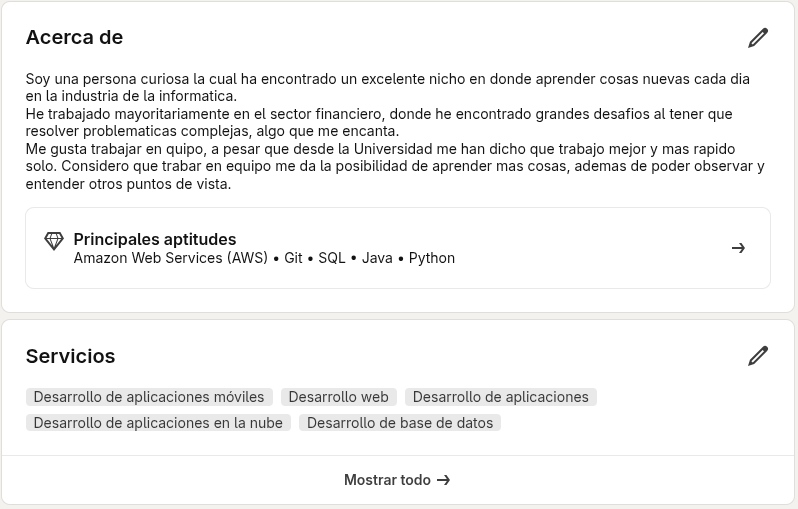 Acerca de
Soy una persona curiosa la cual ha encontrado un excelente nicho en donde aprender cosas nuevas cada dia
en la industria de la informatica.
He trabajado mayoritariamente en el sector financiero, donde he encontrado grandes desafios al tener que
resolver problematicas complejas, algo que me encanta.
Me gusta trabajar en quipo, a pesar que desde la Universidad me han dicho que trabajo mejor y mas rapido
solo. Considero que trabar en equipo me da la posibilidad de aprender mas cosas, ademas de poder observar y
entender otros puntos de vista.
Principales aptitudes
Amazon Web Services (AWS) • Git • SQL • Java • Python
Servicios
Desarrollo de aplicaciones móviles Desarrollo web Desarrollo de aplicaciones
Desarrollo de aplicaciones en la nube Desarrollo de base de datos
Mostrar todo →